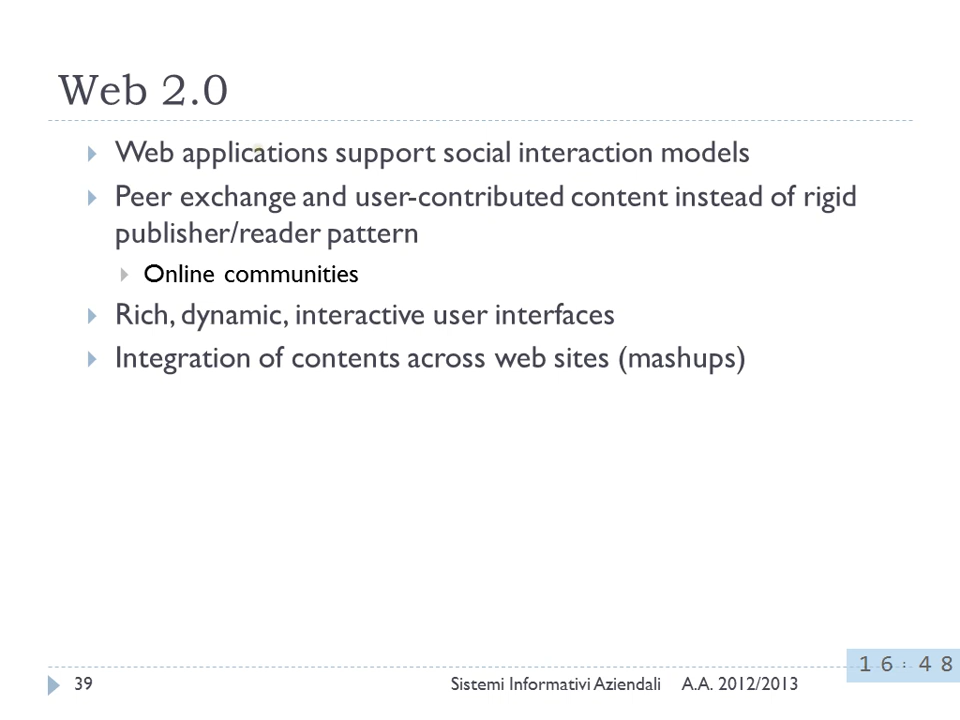 Web 2.0
Web applications support social interaction models
Peer exchange and user-contributed content instead of rigid
publisher/reader pattern
Online communities
Rich, dynamic, interactive user interfaces
Integration of contents across web sites (mashups)
16:48
39 Sistemi Informativi Aziendali A.A. 2012/2013